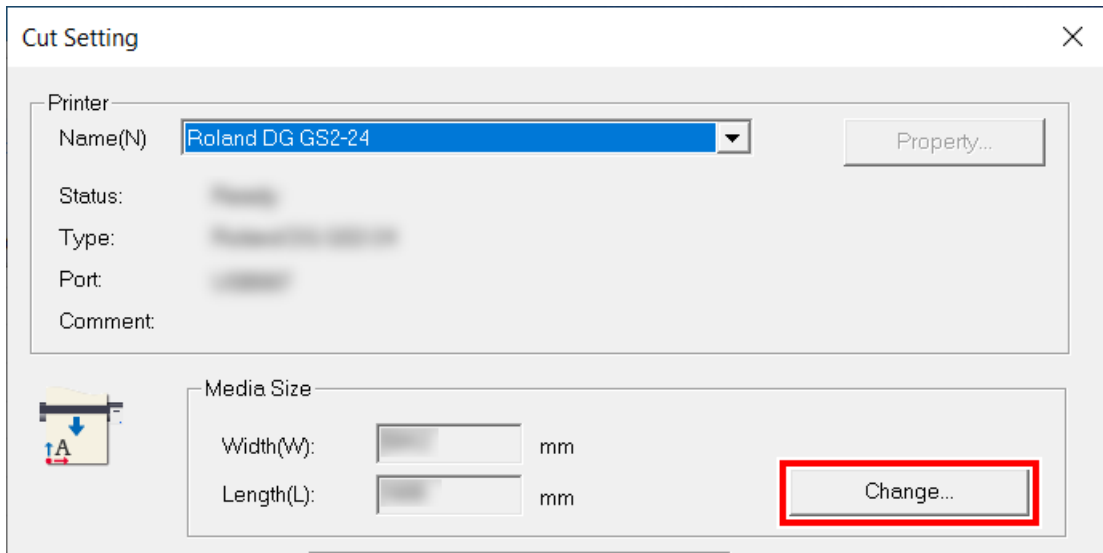 Cut Setting
Printer
Name(N) Roland DG GS2-24 Property...
Status:
Type:
Port:
Comment:
Media Size
A
Width(W): mm
Length(L): mm
Change...